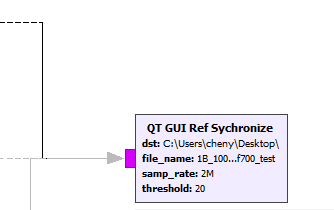 QT GUI Ref Sychronize
dst: C:\Users\cheny\Desktop\
file_name: 1B_100...f700_test
samp_rate: 2M
threshold: 20